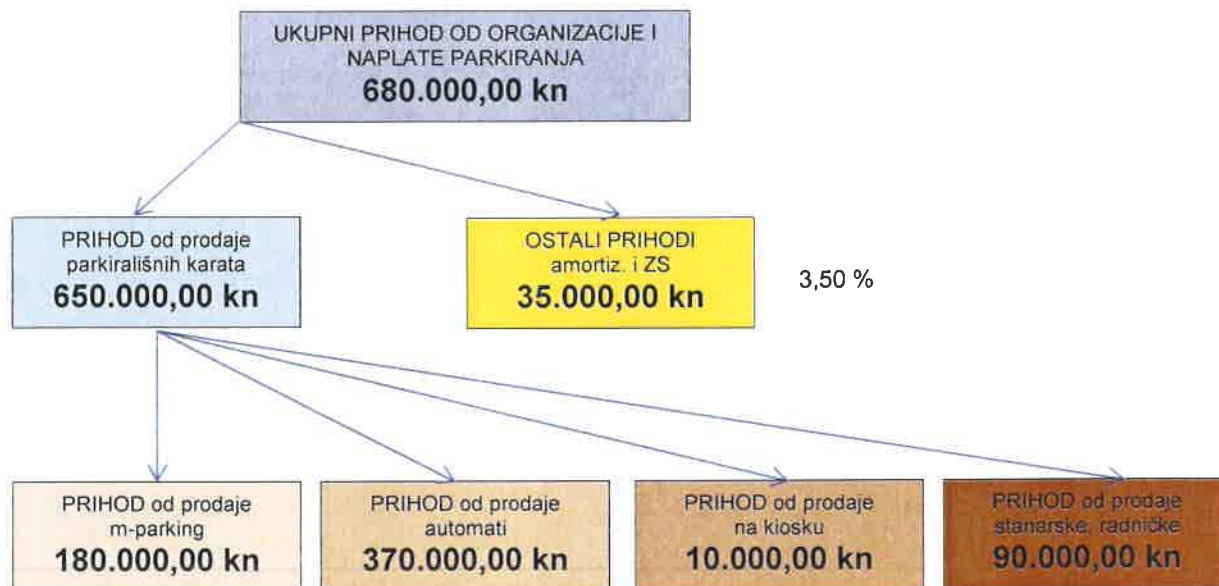 UKUPNI PRIHOD OD ORGANIZACIJE I
NAPLATE PARKIRANJA
680.000,00 kn
PRIHOD od prodaje
parkirališnih karata
650.000,00 kn
OSTALI PRIHODI
amortiz. i ZS
35.000,00 kn
3,50 %
PRIHOD od prodaje
m-parking
180.000,00 kn
PRIHOD od prodaje
automati
370.000,00 kn
PRIHOD od prodaje
na kiosku
10.000,00 kn
PRIHOD od prodaje
stanarske, radničke
90.000,00 kn